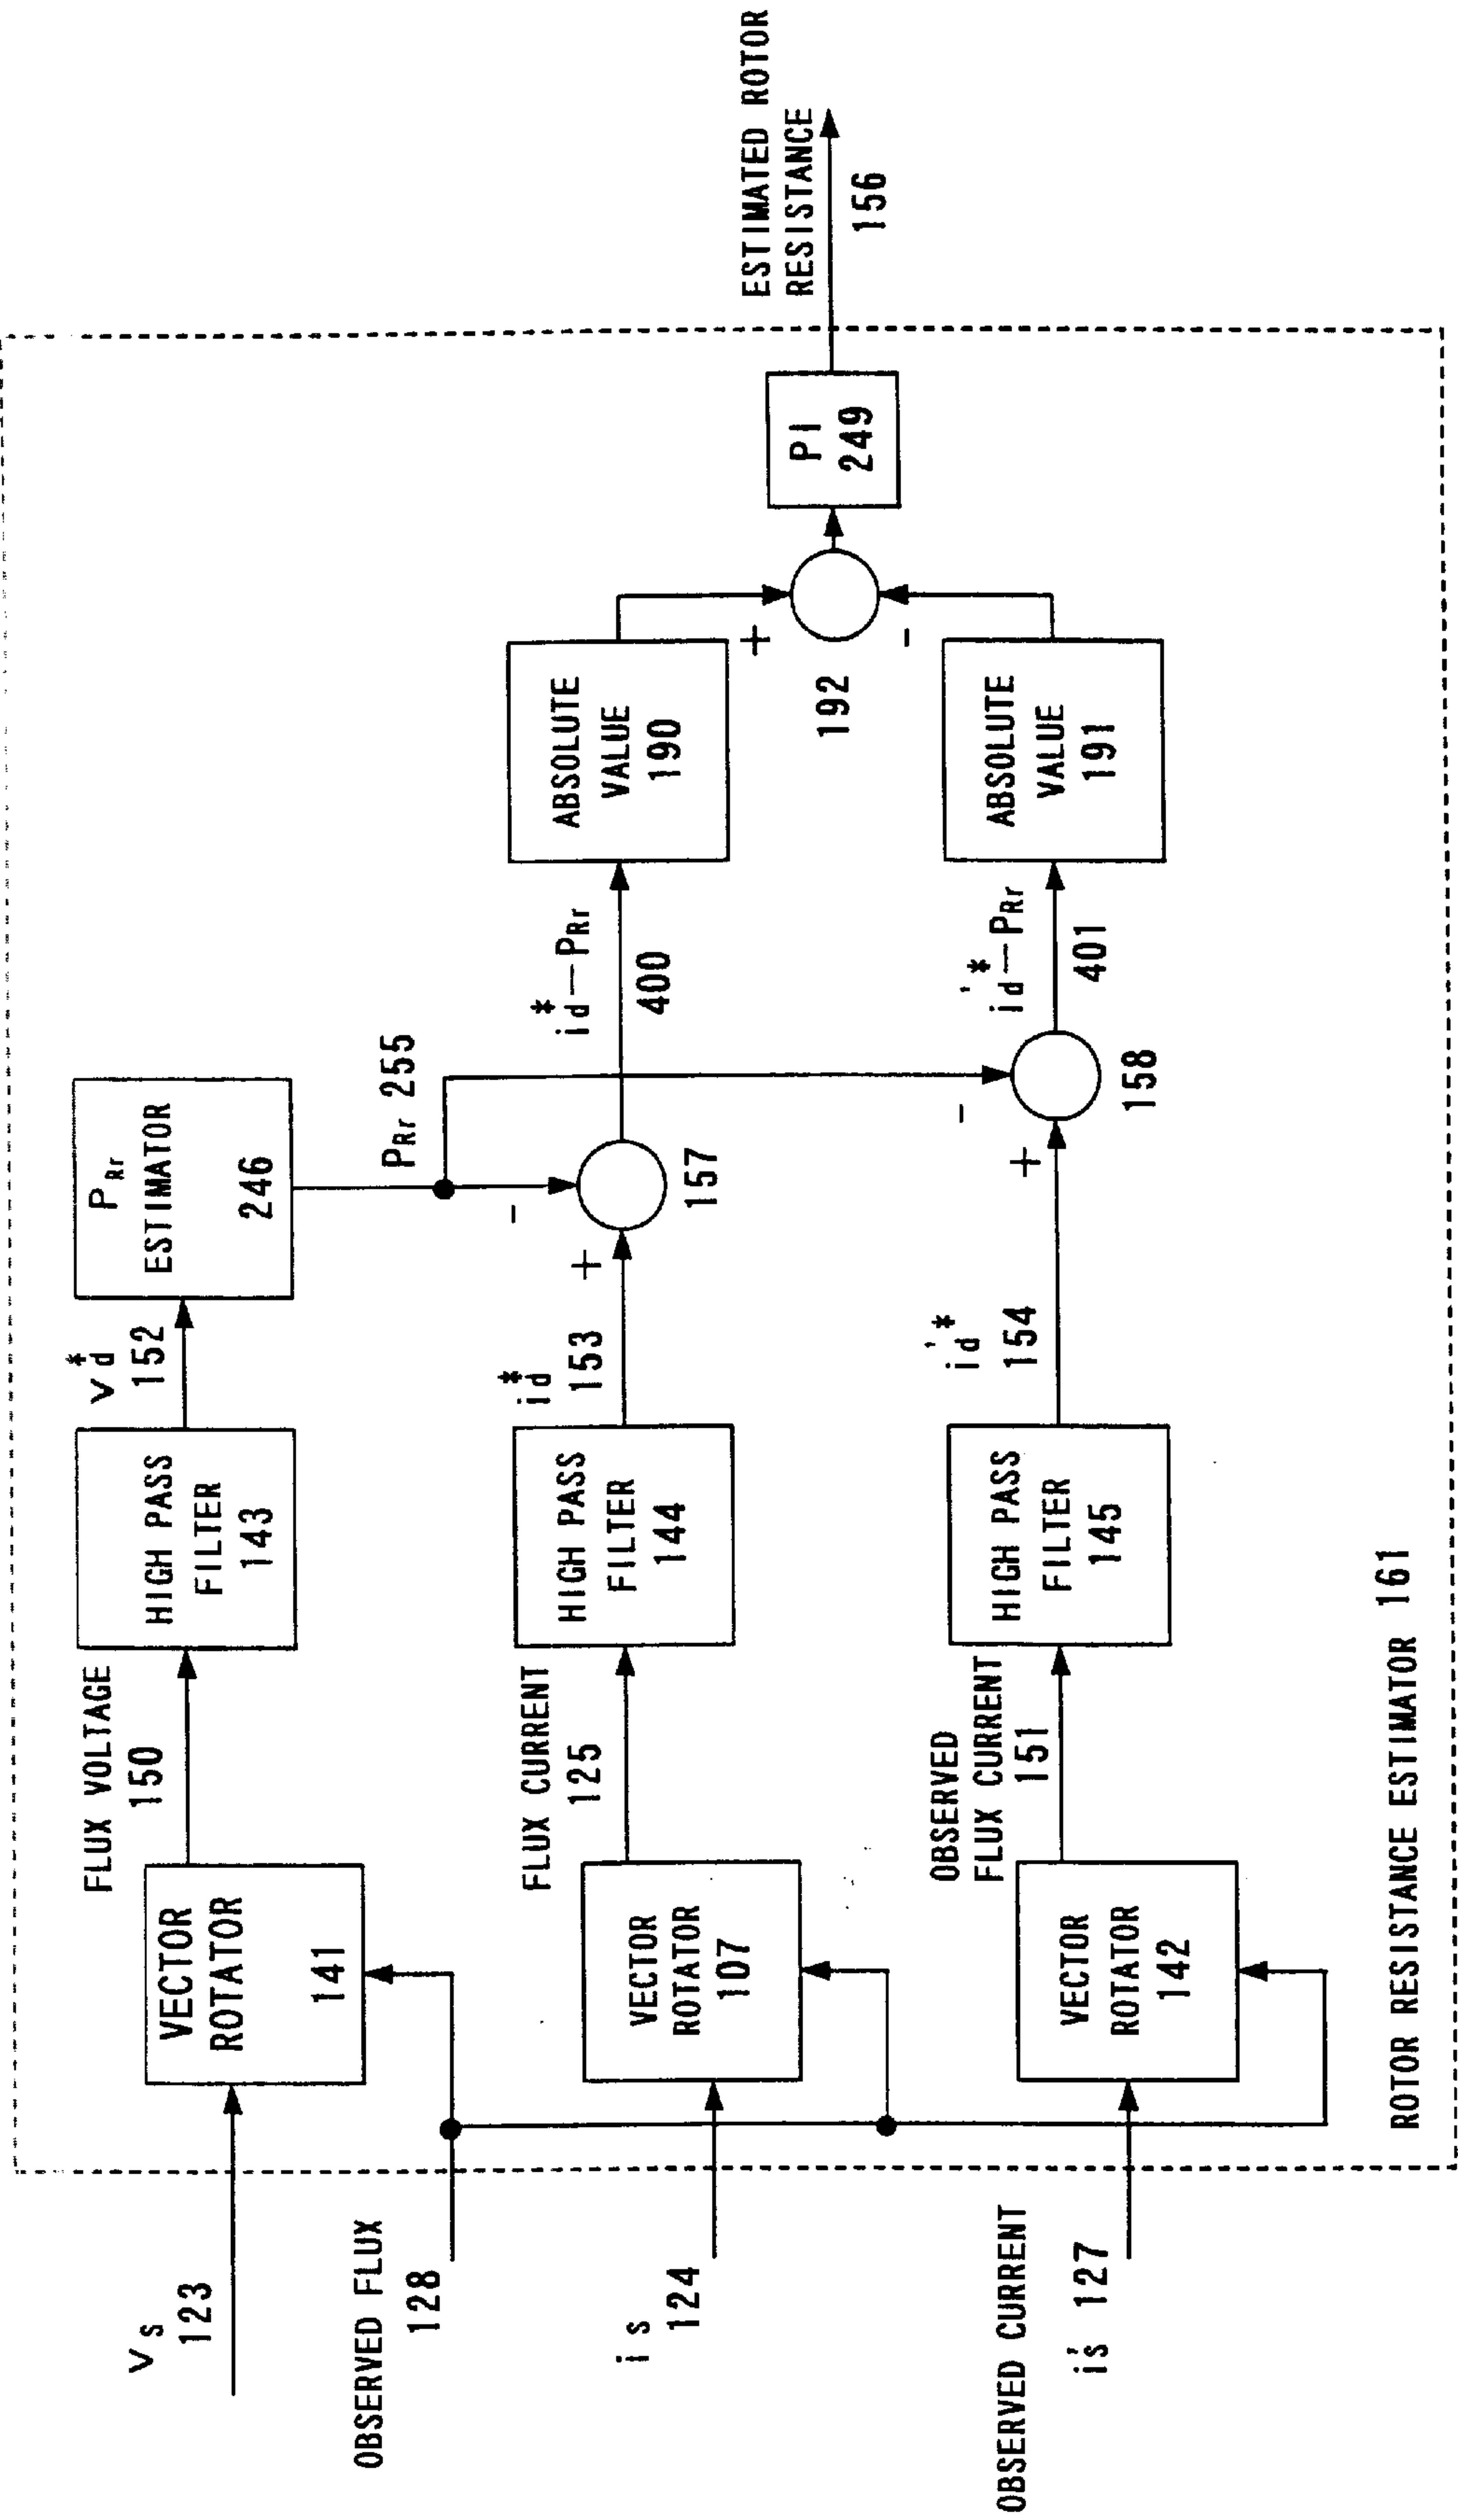 Vs
123
OBSERVED FLUX
128
is
124
OBSERVED CURRENT
i's 127
VECTOR
ROTATOR
141
VECTOR
ROTATOR
107
VECTOR
ROTATOR
142
FLUX VOLTAGE
150
FLUX CURRENT
125
OBSERVED
FLUX CURRENT
151
HIGH PASS
FILTER
143
HIGH PASS
FILTER
144
HIGH PASS
FILTER
145
vd*
152
id*
153
i'd*
154
PRr
ESTIMATOR
246
PRr 255
-
+
157
-
+
158
id*—PRr
400
i'd*—PRr
401
ABSOLUTE
VALUE
190
ABSOLUTE
VALUE
191
+
-
192
PI
249
ESTIMATED ROTOR
RESISTANCE
156
ROTOR RESISTANCE ESTIMATOR 161